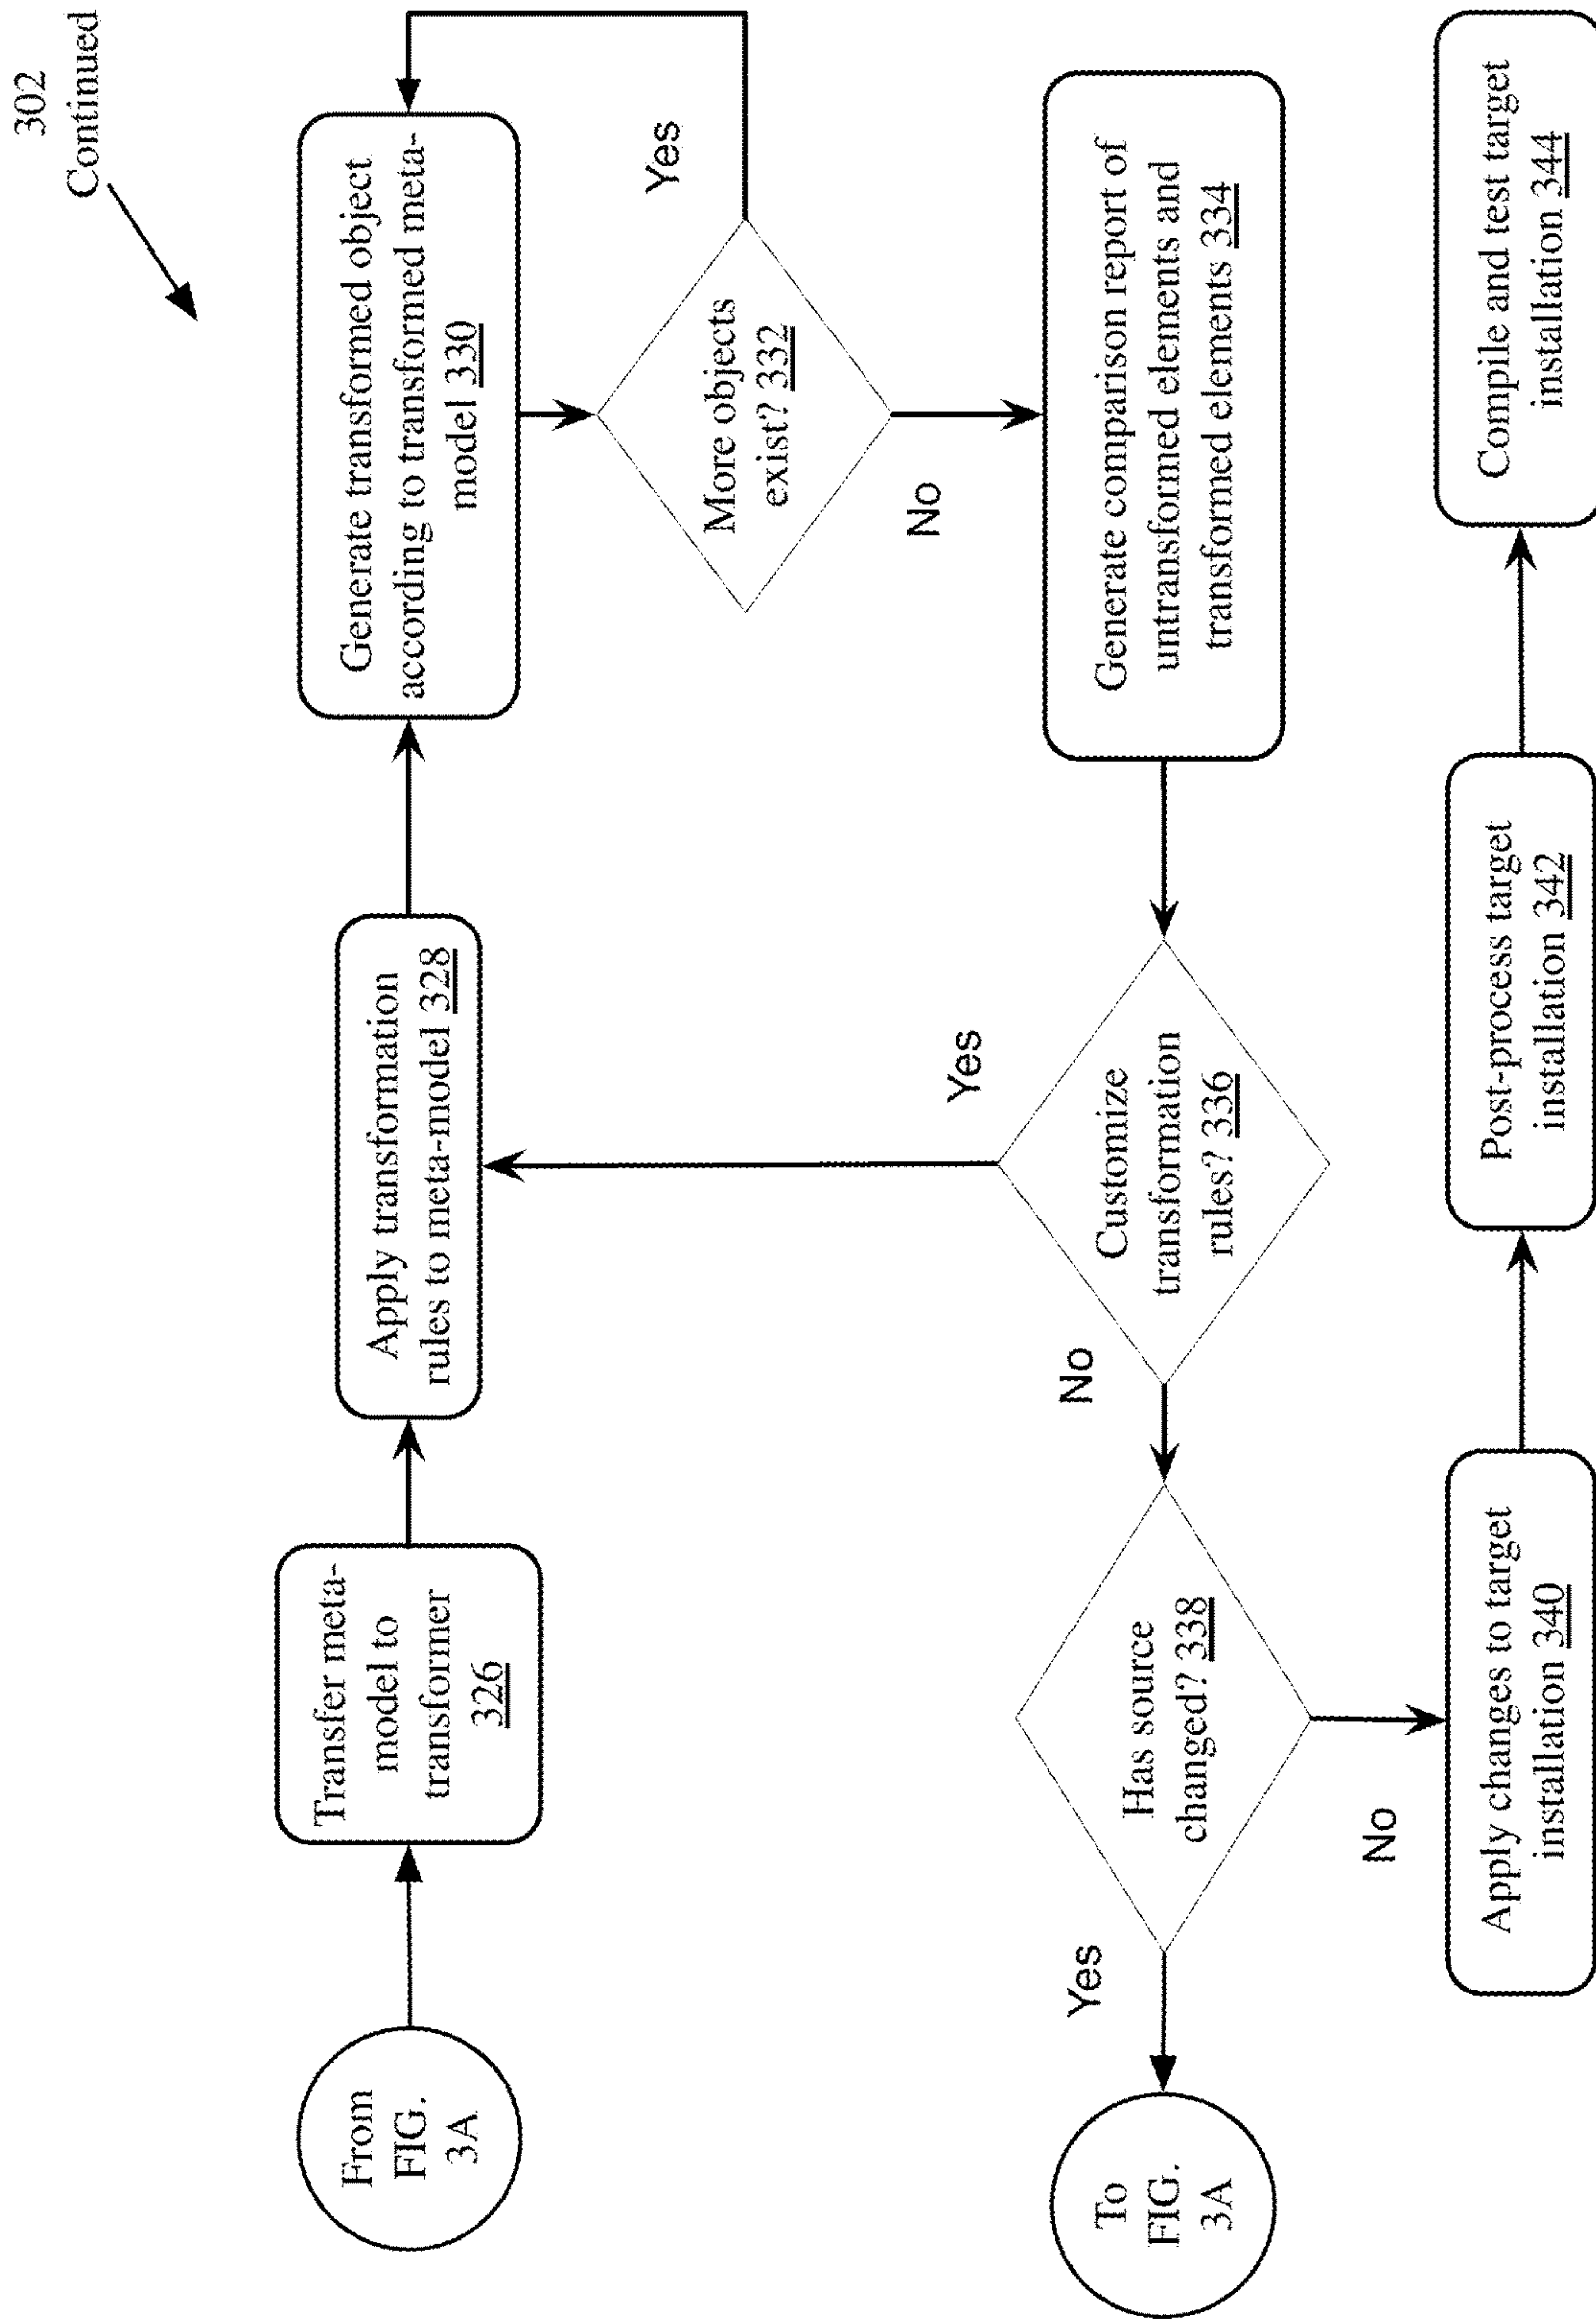 302
Continued
From
FIG.
3A
Transfer meta-
model to
transformer
326
Apply transformation
rules to meta-model 328
Generate transformed object
according to transformed meta-
model 330
More objects
exist? 332
Yes
No
Generate comparison report of
untransformed elements and
transformed elements 334
Customize
transformation
rules? 336
Yes
No
Has source
changed? 338
Yes
No
To
FIG.
3A
Apply changes to target
installation 340
Post-process target
installation 342
Compile and test target
installation 344